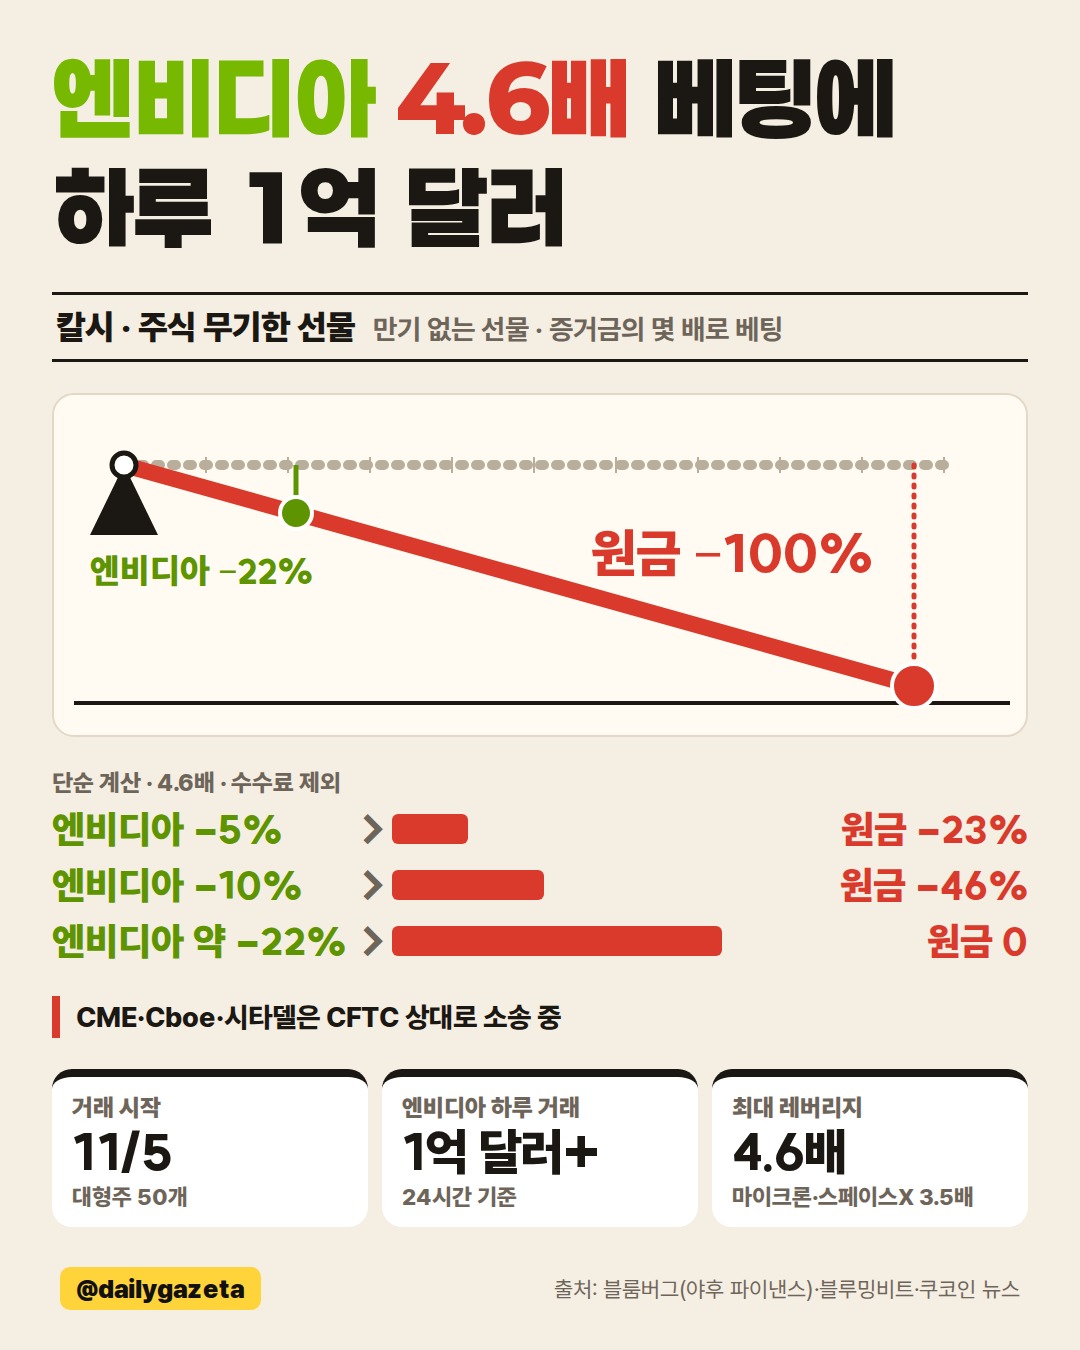 엔비디아 4.6배 베팅에
하루 1억 달러
칼시 · 주식 무기한 선물 만기 없는 선물 · 증거금의 몇 배로 베팅
엔비디아 −22%
원금 −100%
단순 계산 · 4.6배 · 수수료 제외
엔비디아 −5% 원금 −23%
엔비디아 −10% 원금 −46%
엔비디아 약 −22% 원금 0
CME·Cboe·시타델은 CFTC 상대로 소송 중
거래 시작
11/5
대형주 50개
엔비디아 하루 거래
1억 달러+
24시간 기준
최대 레버리지
4.6배
마이크론·스페이스X 3.5배
@dailygazeta
출처: 블룸버그(야후 파이낸스)·블루밍비트·쿠코인 뉴스